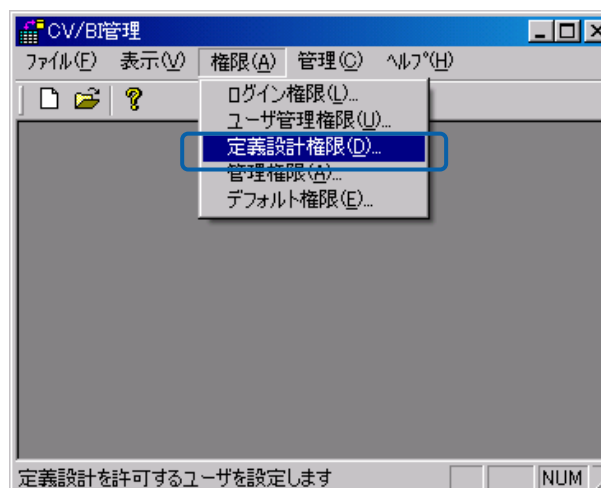 CV/BI管理
ファイル(F) 表示(V) 権限(A) 管理(C) ヘルプ(H)
ログイン権限(L)...
ユーザ管理権限(U)...
定義設計権限(D)...
管理権限(A)...
デフォルト権限(E)...
定義設計を許可するユーザを設定します NUM